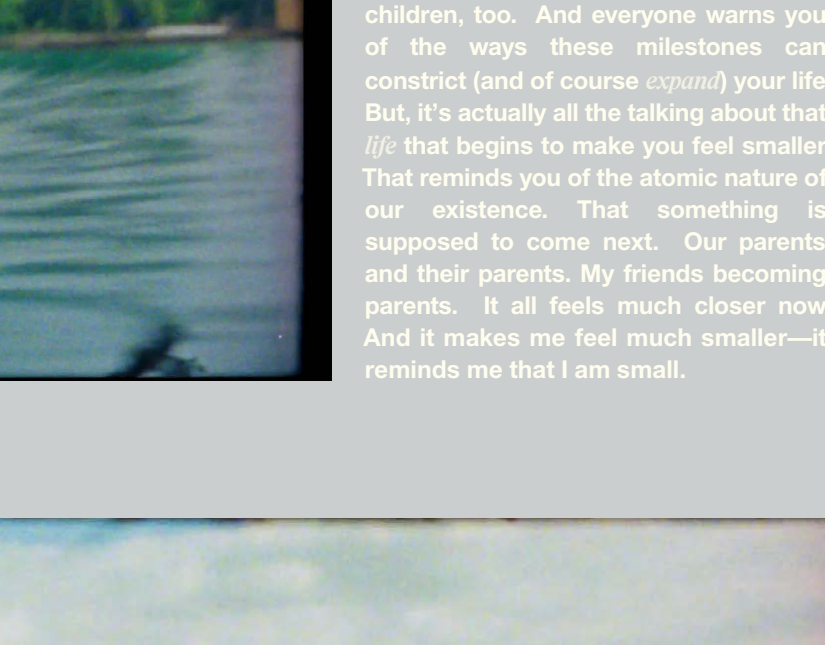 children, too. And everyone warns you
of the ways these milestones can
constrict (and of course expand) your life
But, it’s actually all the talking about that
life that begins to make you feel smaller
That reminds you of the atomic nature of
our existence. That something is
supposed to come next. Our parents
and their parents. My friends becoming
parents. It all feels much closer now
And it makes me feel much smaller—it
reminds me that I am small.